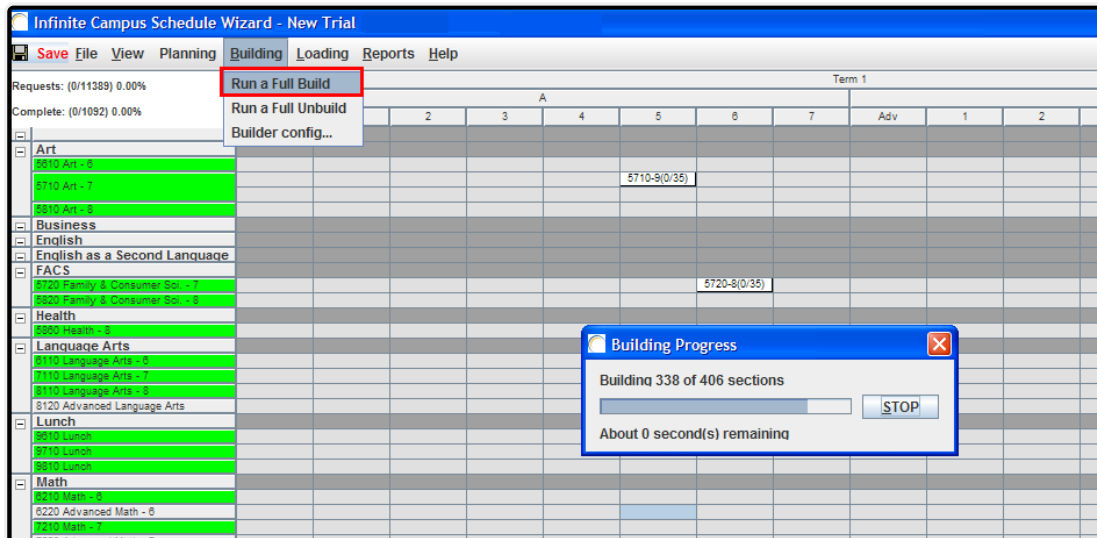 Infinite Campus Schedule Wizard - New Trial
Save File View Planning Building Loading Reports Help
Requests: (0/11389) 0.00%
Complete: (0/1092) 0.00%
Run a Full Build
Run a Full Unbuild
Builder config...
Term 1
A
2 3 4 5 6 7 Adv 1 2
Art
5610 Art - 6
5710 Art - 7
5710-9(0/35)
5810 Art - 8
Business
English
English as a Second Language
FACS
5720 Family & Consumer Sci. - 7
5720-8(0/35)
5820 Family & Consumer Sci. - 8
Health
5860 Health - 8
Language Arts
6110 Language Arts - 6
7110 Language Arts - 7
8110 Language Arts - 8
8120 Advanced Language Arts
Lunch
9610 Lunch
9710 Lunch
9810 Lunch
Math
6210 Math - 6
6220 Advanced Math - 6
7210 Math - 7
Building Progress
Building 338 of 406 sections
STOP
About 0 second(s) remaining